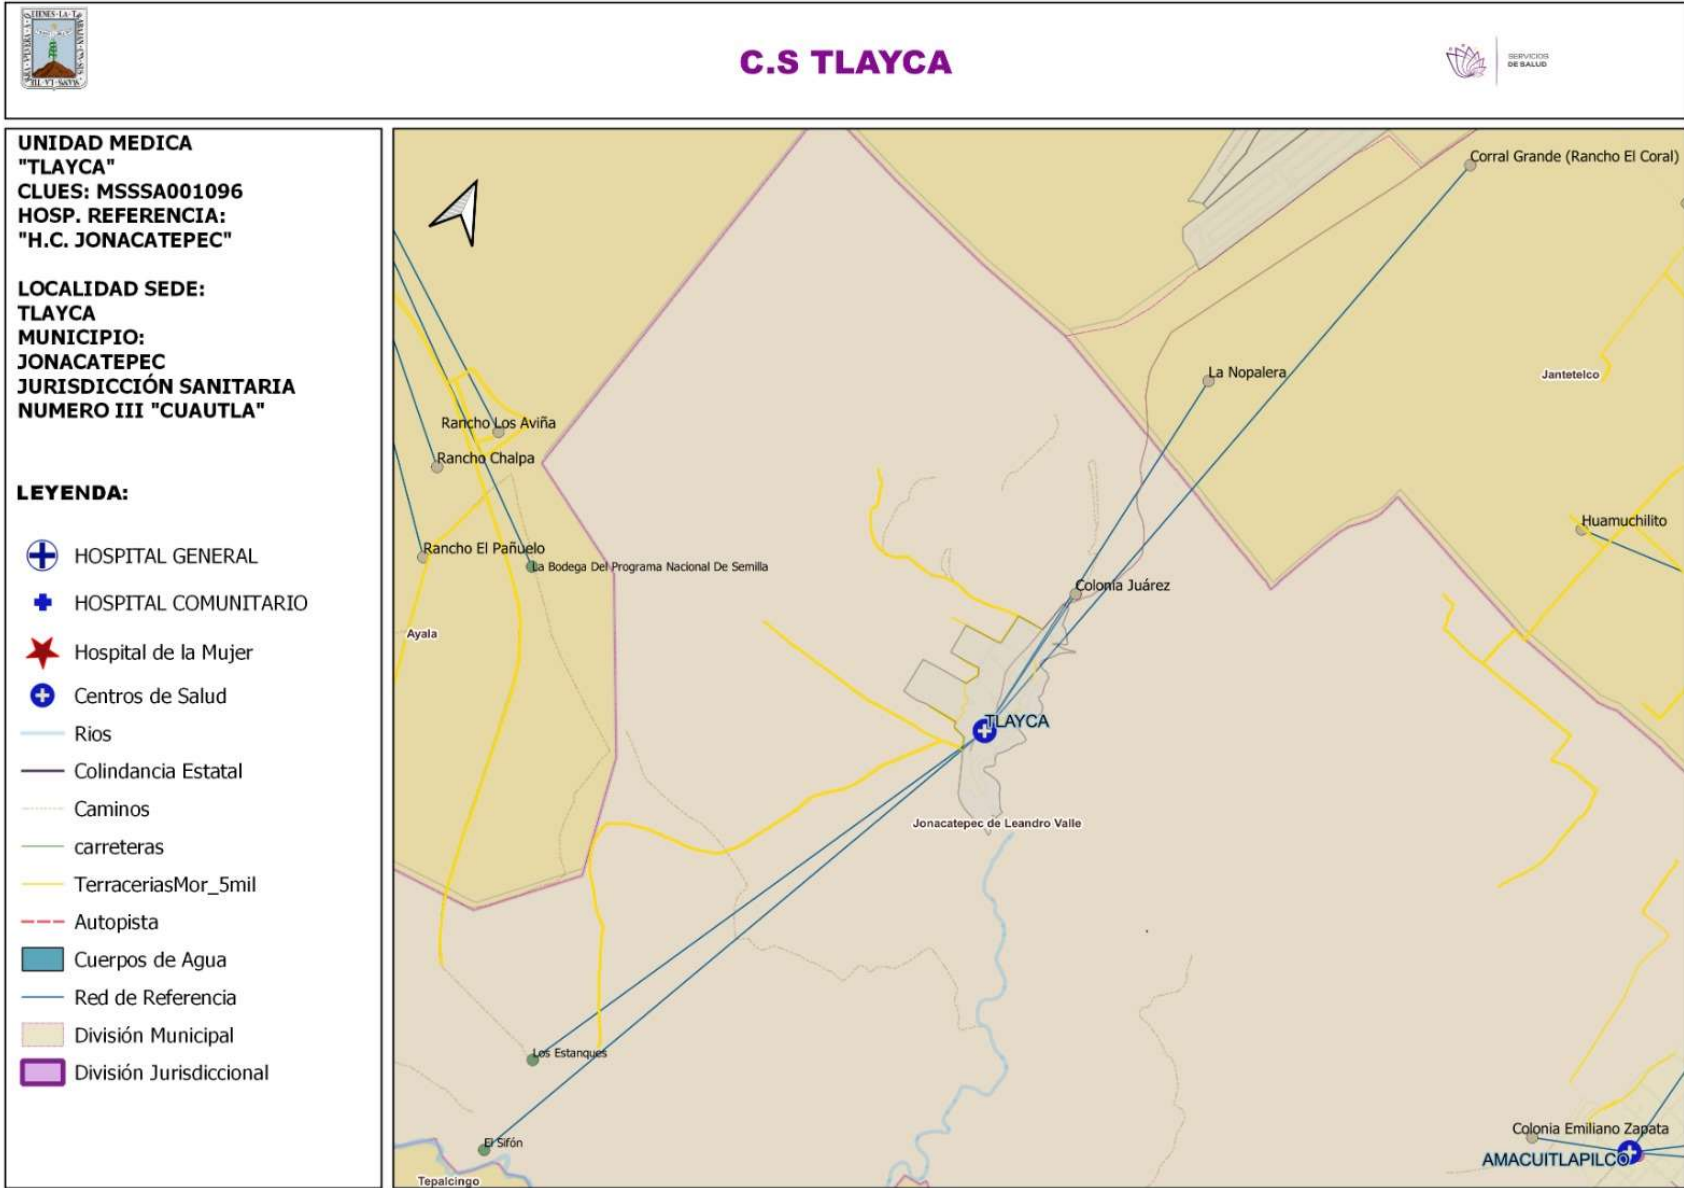 C.S TLAYCA
SERVICIOS
DE SALUD
UNIDAD MEDICA
"TLAYCA"
CLUES: MSSSA001096
HOSP. REFERENCIA:
"H.C. JONACATEPEC"
LOCALIDAD SEDE:
TLAYCA
MUNICIPIO:
JONACATEPEC
JURISDICCIÓN SANITARIA
NUMERO III "CUAUTLA"
LEYENDA:
HOSPITAL GENERAL
HOSPITAL COMUNITARIO
Hospital de la Mujer
Centros de Salud
Rios
Colindancia Estatal
Caminos
carreteras
TerraceriasMor_5mil
Autopista
Cuerpos de Agua
Red de Referencia
División Municipal
División Jurisdiccional
Corral Grande (Rancho El Coral)
La Nopalera
Jantetelco
Rancho Los Aviña
Rancho Chalpa
Huamuchilito
Rancho El Pañuelo
La Bodega Del Programa Nacional De Semilla
Colonia Juárez
Ayala
TLAYCA
Jonacatepec de Leandro Valle
Los Estanques
El Sifón
Colonia Emiliano Zapata
AMACUITLAPILCO
Tepalcingo